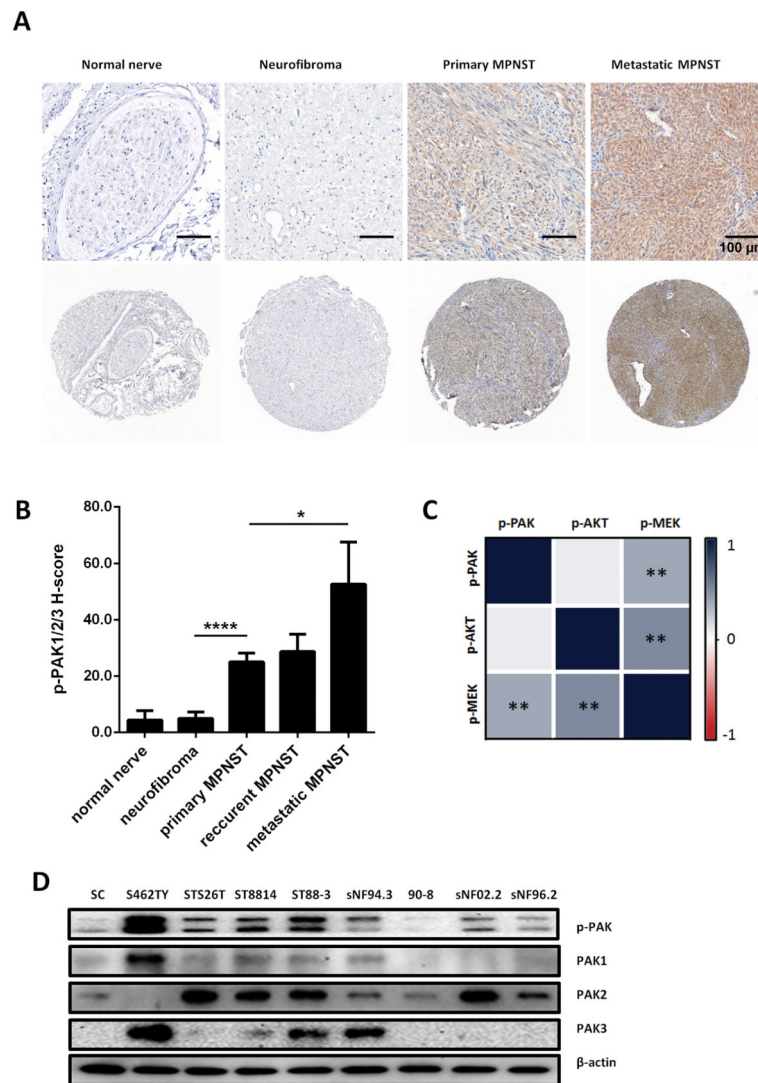 A
Normal nerve Neurofibroma Primary MPNST Metastatic MPNST
100 µm
B
p-PAK1/2/3 H-score
80.0
60.0
40.0
20.0
0.0
****
*
normal nerve
neurofibroma
primary MPNST
reccurent MPNST
metastatic MPNST
C
p-PAK p-AKT p-MEK
p-PAK
p-AKT
p-MEK
**
**
** **
1
0
-1
D
SC S462TY STS26T ST8814 ST88-3 sNF94.3 90-8 sNF02.2 sNF96.2
p-PAK
PAK1
PAK2
PAK3
β-actin